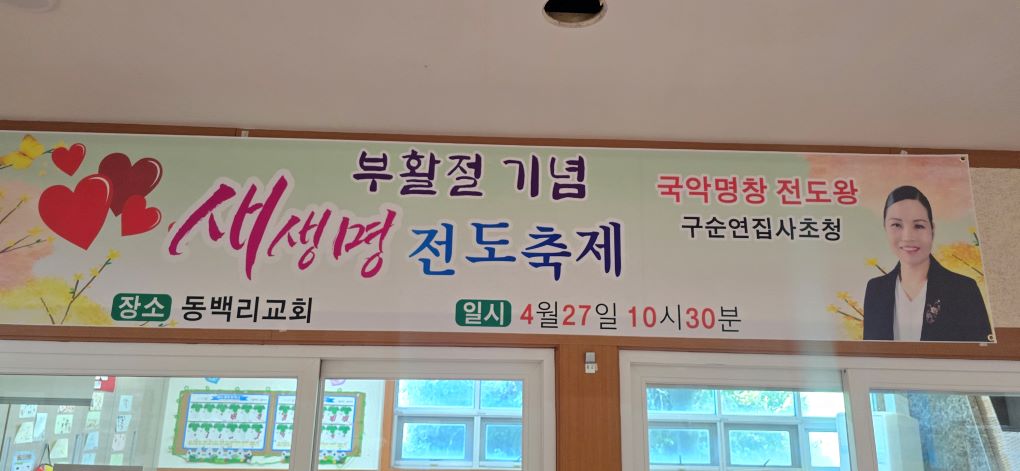 부활절 기념
새생명 전도축제
국악명창 전도왕
구순연집사초청
장소 동백리교회
일시 4월27일 10시30분